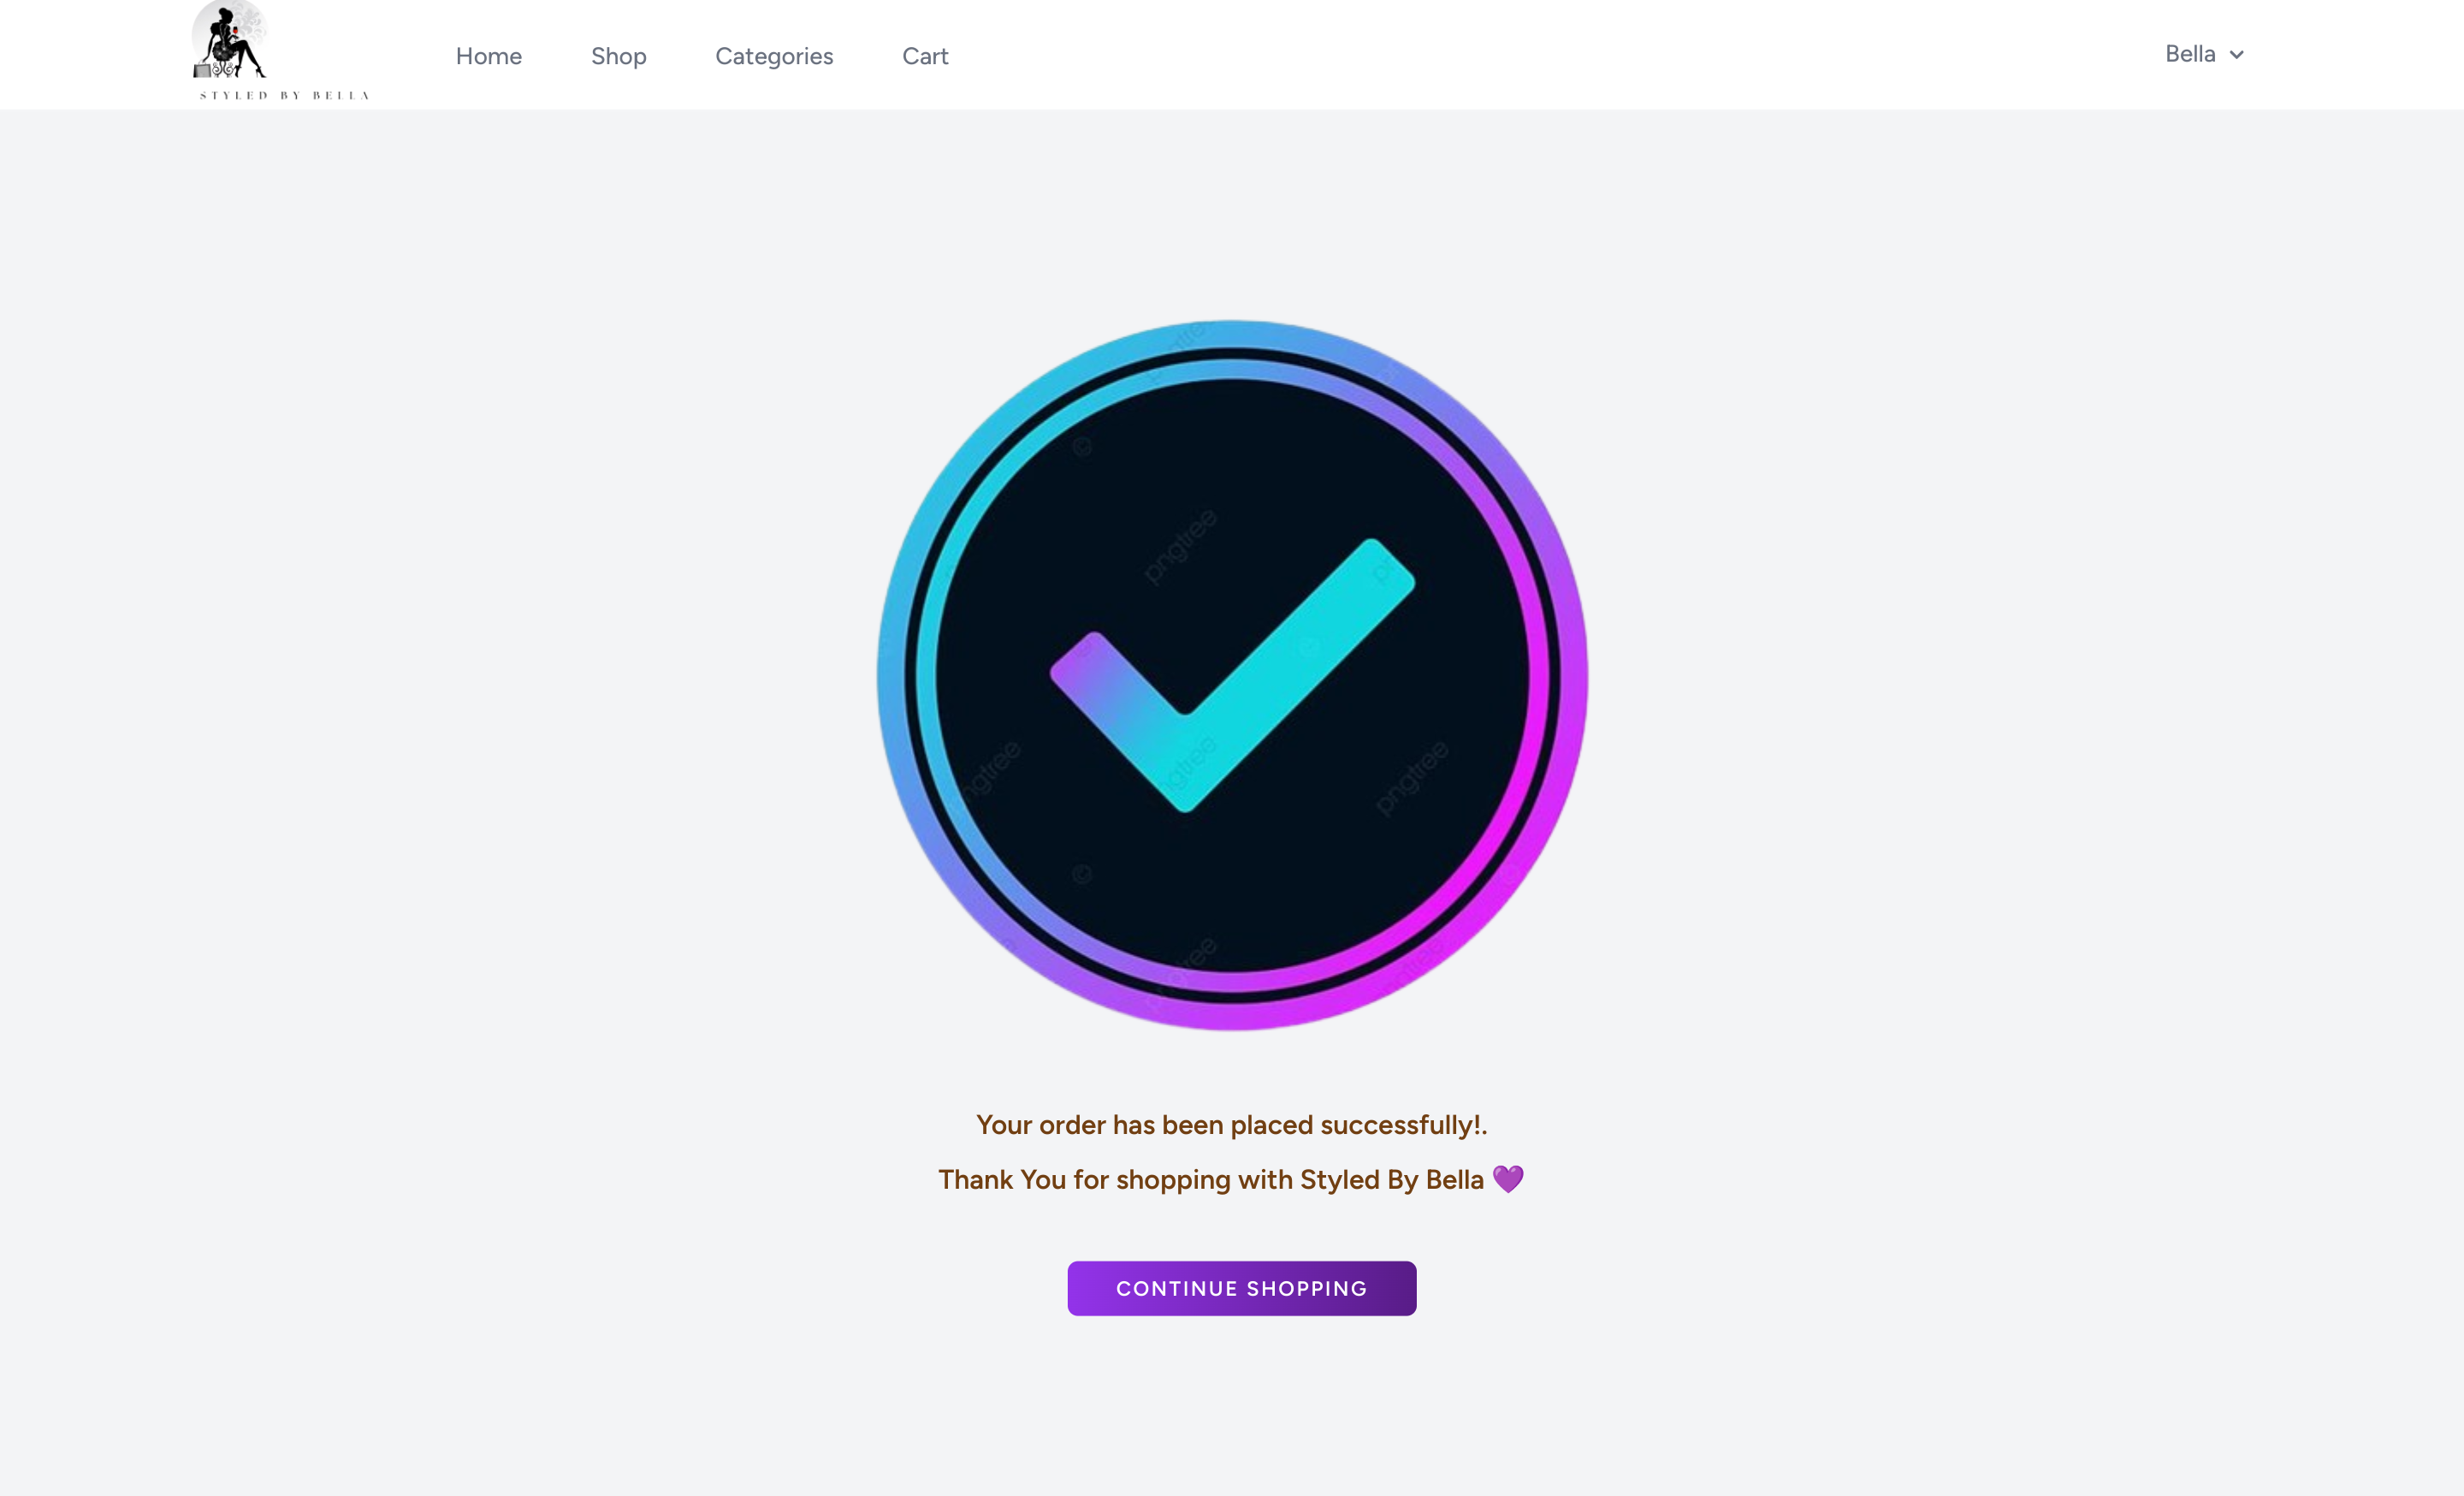 STYLED BY BELLA
Home
Shop
Categories
Cart
Bella
pngtree
pngtree
Your order has been placed successfully!.
Thank You for shopping with Styled By Bella 💜
CONTINUE SHOPPING